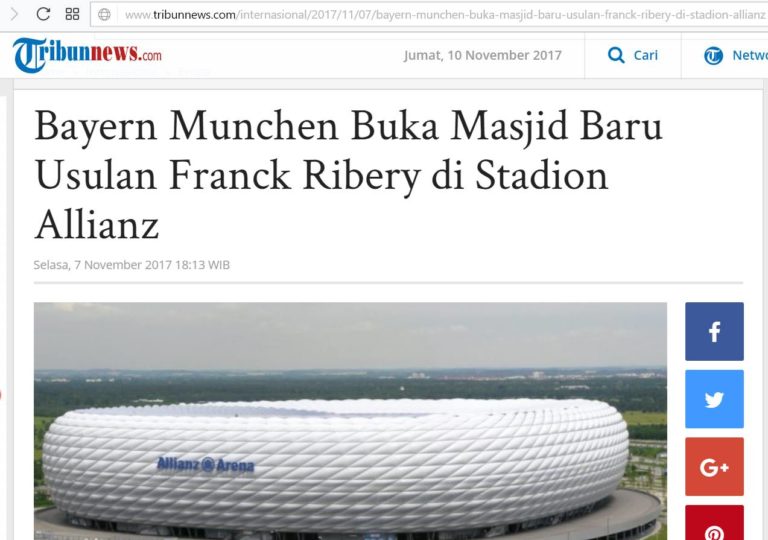 www.tribunnews.com/internasional/2017/11/07/bayern-munchen-buka-masjid-baru-usulan-franck-ribery-di-stadion-allianz
Tribunnews.com
Jumat, 10 November 2017
Cari
Netwo
Bayern Munchen Buka Masjid Baru
Usulan Franck Ribery di Stadion
Allianz
Selasa, 7 November 2017 18:13 WIB
Allianz Arena